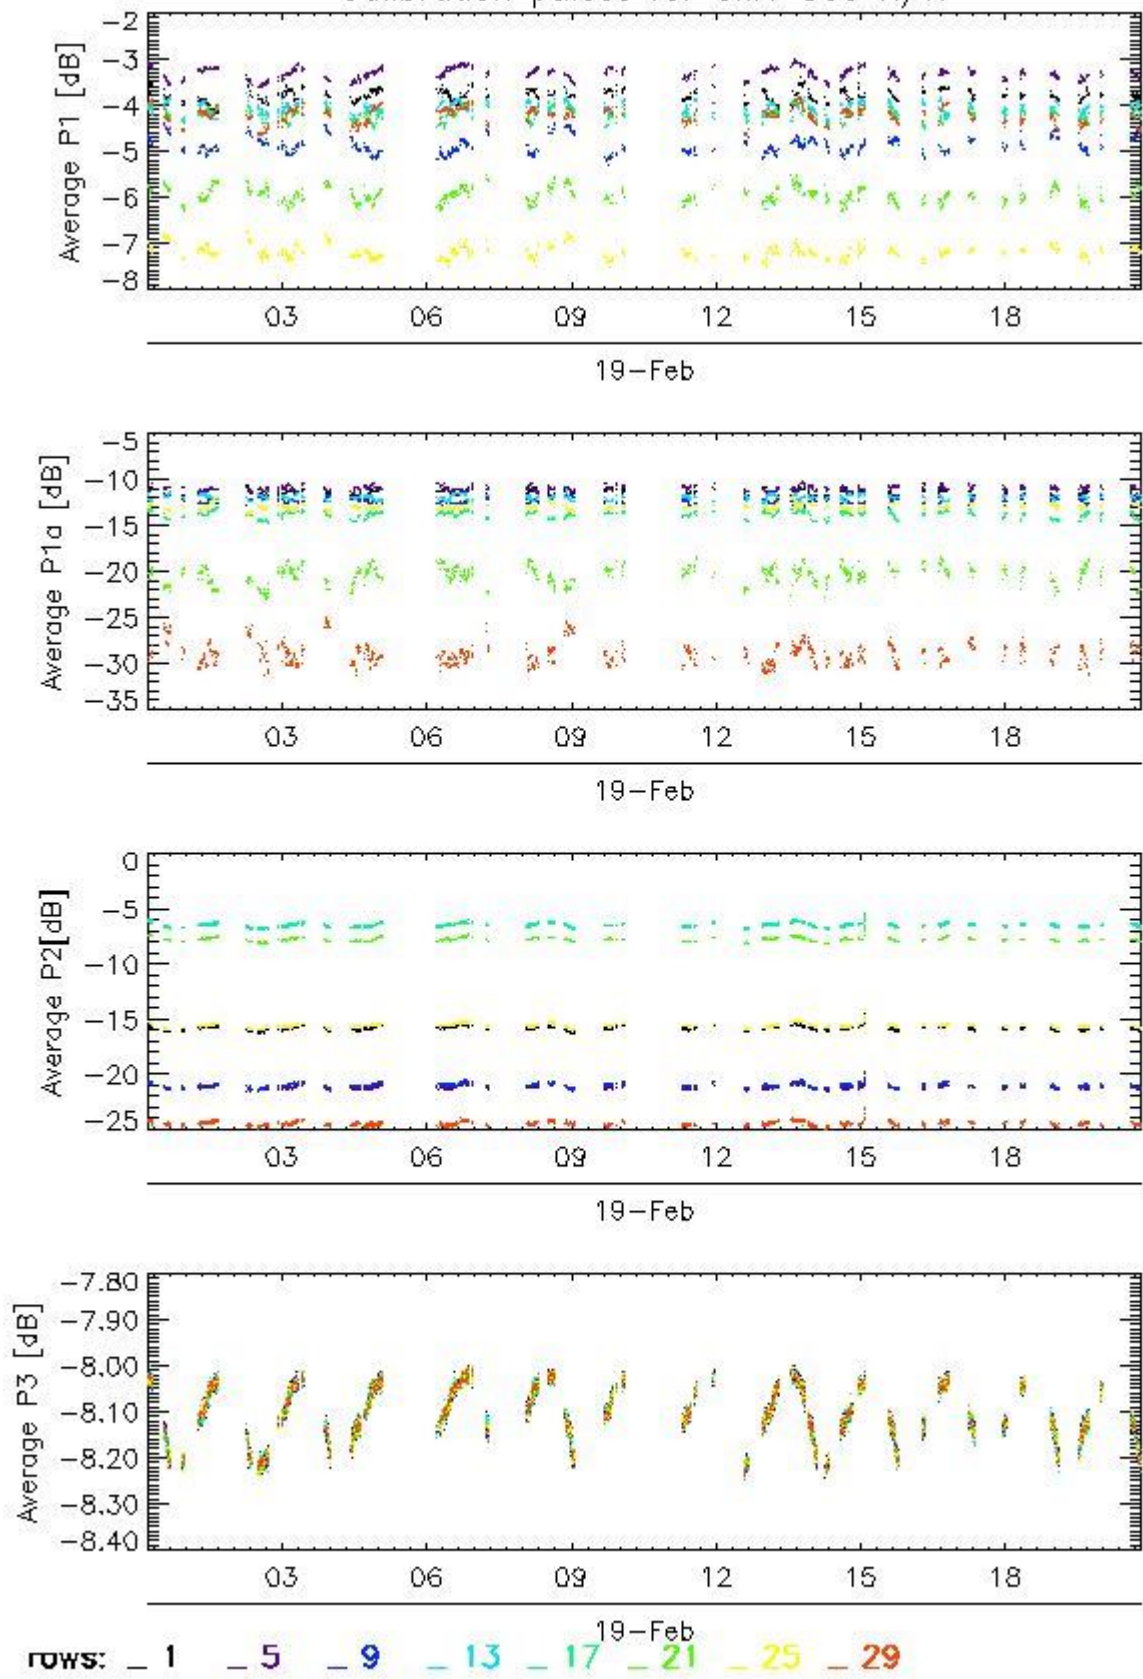 -2
-3
-4
-5
-6
-7
-8
Average P1 [dB]
03 06 09 12 15 18
19-Feb
-5
-10
-15
-20
-25
-30
-35
Average P1a [dB]
03 06 09 12 15 18
19-Feb
0
-5
-10
-15
-20
-25
Average P2[dB]
03 06 09 12 15 18
19-Feb
-7.80
-7.90
-8.00
-8.10
-8.20
-8.30
-8.40
Average P3 [dB]
03 06 09 12 15 18
19-Feb
rows: _ 1 _ 5 _ 9 _ 13 _ 17 _ 21 _ 25 _ 29